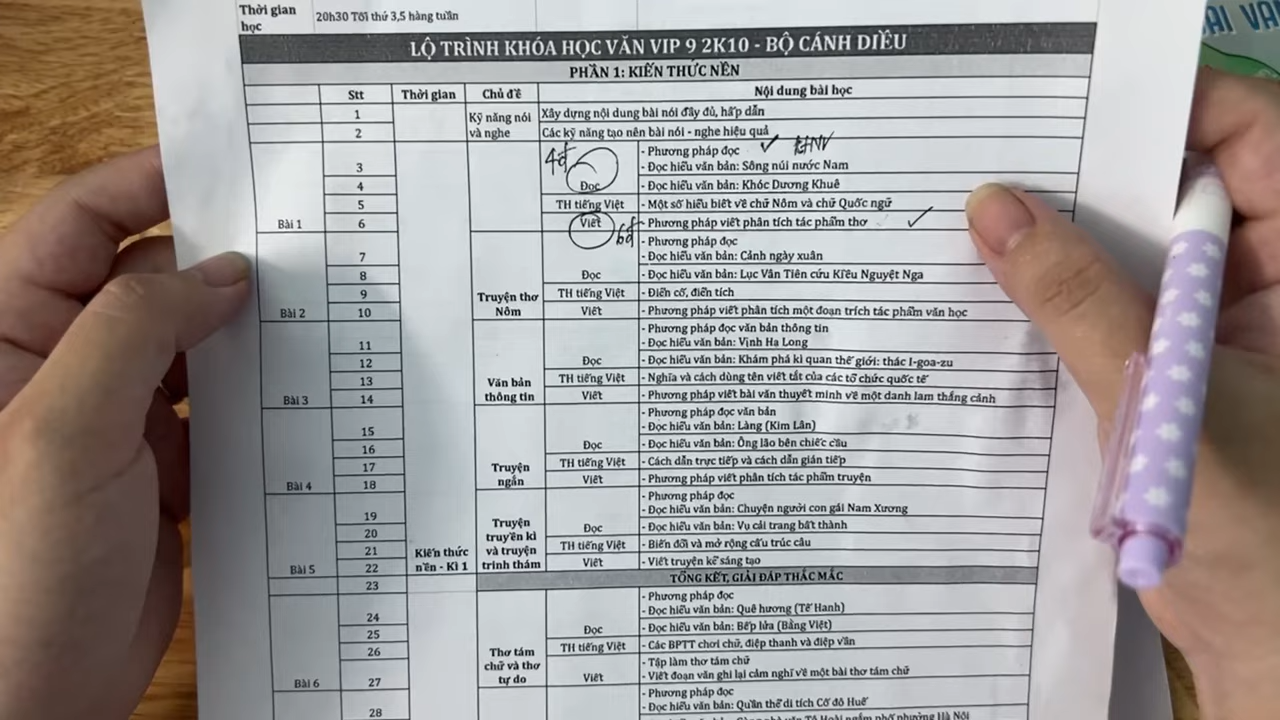 Thời gian học
20h30 Tối thứ 3,5 hàng tuần
LỘ TRÌNH KHÓA HỌC VĂN VIP 9 2K10 - BỘ CÁNH DIỀU
PHẦN 1: KIẾN THỨC NỀN
Stt Thời gian Chủ đề Nội dung bài học
1 Kỹ năng nói và nghe Xây dựng nội dung bài nói đầy đủ, hấp dẫn
2 Các kỹ năng tạo nên bài nói - nghe hiệu quả
Bài 1
3 - Phương pháp đọc
- Đọc hiểu văn bản: Sông núi nước Nam
4đ
4 Đọc - Đọc hiểu văn bản: Khóc Dương Khuê
5 TH tiếng Việt - Một số hiểu biết về chữ Nôm và chữ Quốc ngữ
6 Viết 6đ - Phương pháp viết phân tích tác phẩm thơ
Bài 2 Truyện thơ Nôm
7 - Phương pháp đọc
- Đọc hiểu văn bản: Cảnh ngày xuân
8 Đọc - Đọc hiểu văn bản: Lục Vân Tiên cứu Kiều Nguyệt Nga
9 TH tiếng Việt - Điển cố, điển tích
10 Viết - Phương pháp viết phân tích một đoạn trích tác phẩm văn học
Bài 3 Văn bản thông tin
11 - Phương pháp đọc văn bản thông tin
- Đọc hiểu văn bản: Vịnh Hạ Long
12 Đọc - Đọc hiểu văn bản: Khám phá kì quan thế giới: thác I-goa-zu
13 TH tiếng Việt - Nghĩa và cách dùng tên viết tắt của các tổ chức quốc tế
14 Viết - Phương pháp viết bài văn thuyết minh về một danh lam thắng cảnh
Bài 4 Truyện ngắn
15 - Phương pháp đọc văn bản
- Đọc hiểu văn bản: Làng (Kim Lân)
16 Đọc - Đọc hiểu văn bản: Ông lão bên chiếc cầu
17 TH tiếng Việt - Cách dẫn trực tiếp và cách dẫn gián tiếp
18 Viết - Phương pháp viết phân tích tác phẩm truyện
Bài 5 Kiến thức nền - Kì 1 Truyện truyền kì và truyện trinh thám
19 - Phương pháp đọc
- Đọc hiểu văn bản: Chuyện người con gái Nam Xương
20 Đọc - Đọc hiểu văn bản: Vụ cải trang bất thành
21 TH tiếng Việt - Biến đổi và mở rộng cấu trúc câu
22 Viết - Viết truyện kể sáng tạo
23 TỔNG KẾT, GIẢI ĐÁP THẮC MẮC
Bài 6 Thơ tám chữ và thơ tự do
24 - Phương pháp đọc
- Đọc hiểu văn bản: Quê hương (Tế Hanh)
25 Đọc - Đọc hiểu văn bản: Bếp lửa (Bằng Việt)
26 TH tiếng Việt - Các BPTT chơi chữ, điệp thanh và điệp vần
27 Viết - Tập làm thơ tám chữ
- Viết đoạn văn ghi lại cảm nghĩ về một bài thơ tám chữ
28 - Phương pháp đọc
- Đọc hiểu văn bản: Quần thể di tích Cố đô Huế